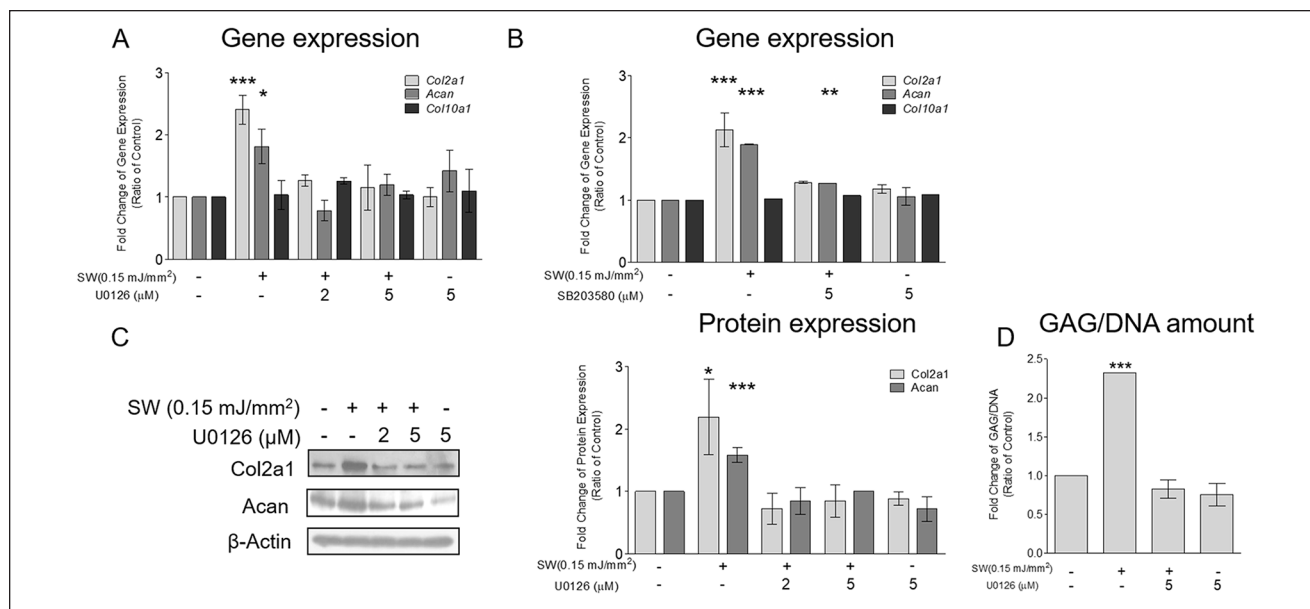 A Gene expression
Fold Change of Gene Expression
(Ratio of Control)
3
2
1
0
*** *
Col2a1
Acan
Col10a1
SW(0.15 mJ/mm²) - + + + -
U0126 (μM) - - 2 5 5
B Gene expression
Fold Change of Gene Expression
(Ratio of Control)
3
2
1
0
*** *** **
Col2a1
Acan
Col10a1
SW(0.15 mJ/mm²) - + + -
SB203580 (μM) - - 5 5
C
SW (0.15 mJ/mm²) - + + + -
U0126 (μM) - - 2 5 5
Col2a1
Acan
β-Actin
Protein expression
Fold Change of Protein Expression
(Ratio of Control)
3
2
1
0
* ***
Col2a1
Acan
SW(0.15 mJ/mm²) - + + + -
U0126 (μM) - - 2 5 5
D GAG/DNA amount
Fold Change of GAG/DNA
(Ratio of Control)
2.5
2.0
1.5
1.0
0.5
0.0
***
SW(0.15 mJ/mm²) - + + -
U0126 (μM) - - 5 5